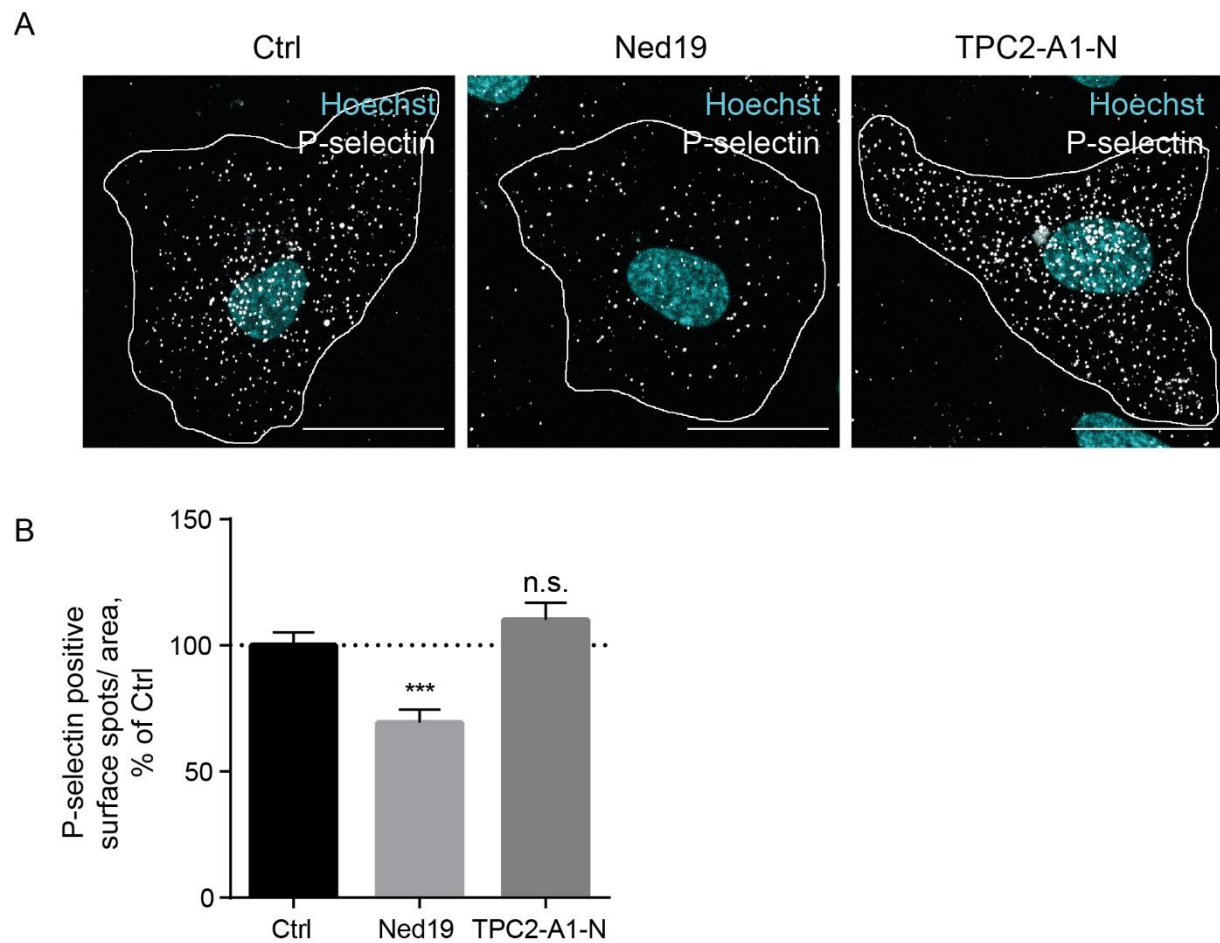 A
Ctrl
Ned19
TPC2-A1-N
Hoechst
P-selectin
Hoechst
P-selectin
Hoechst
P-selectin
B
P-selectin positive
surface spots/ area,
% of Ctrl
150
100
50
0
***
n.s.
Ctrl
Ned19
TPC2-A1-N